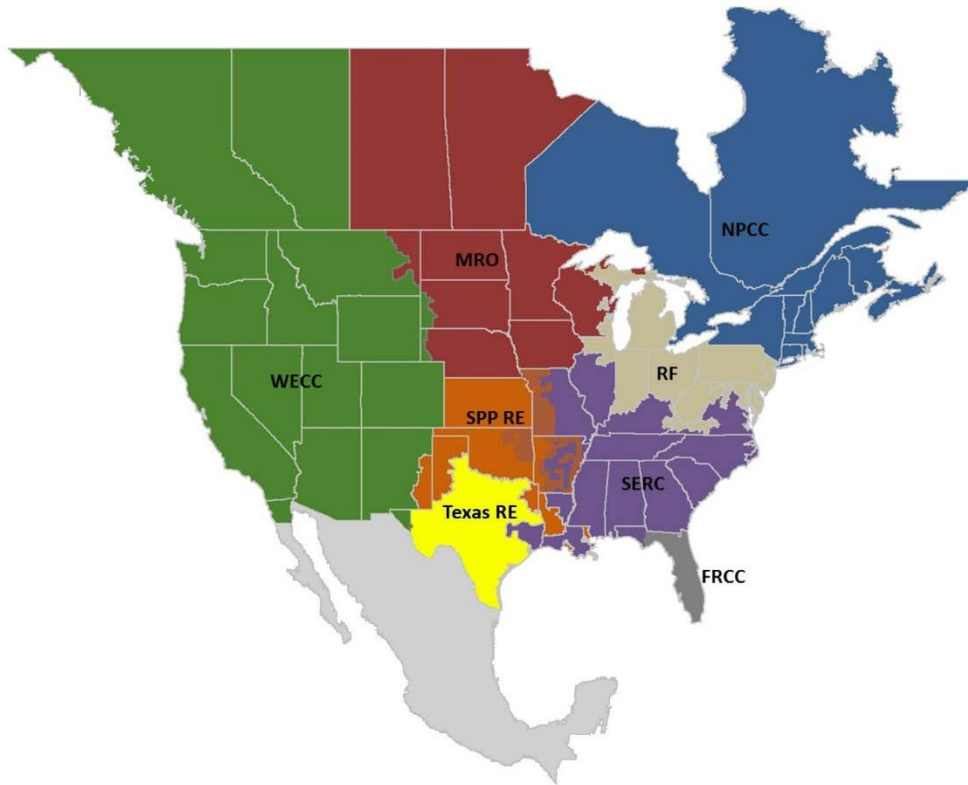 NPCC
MRO
RF
WECC
SPP RE
SERC
Texas RE
FRCC